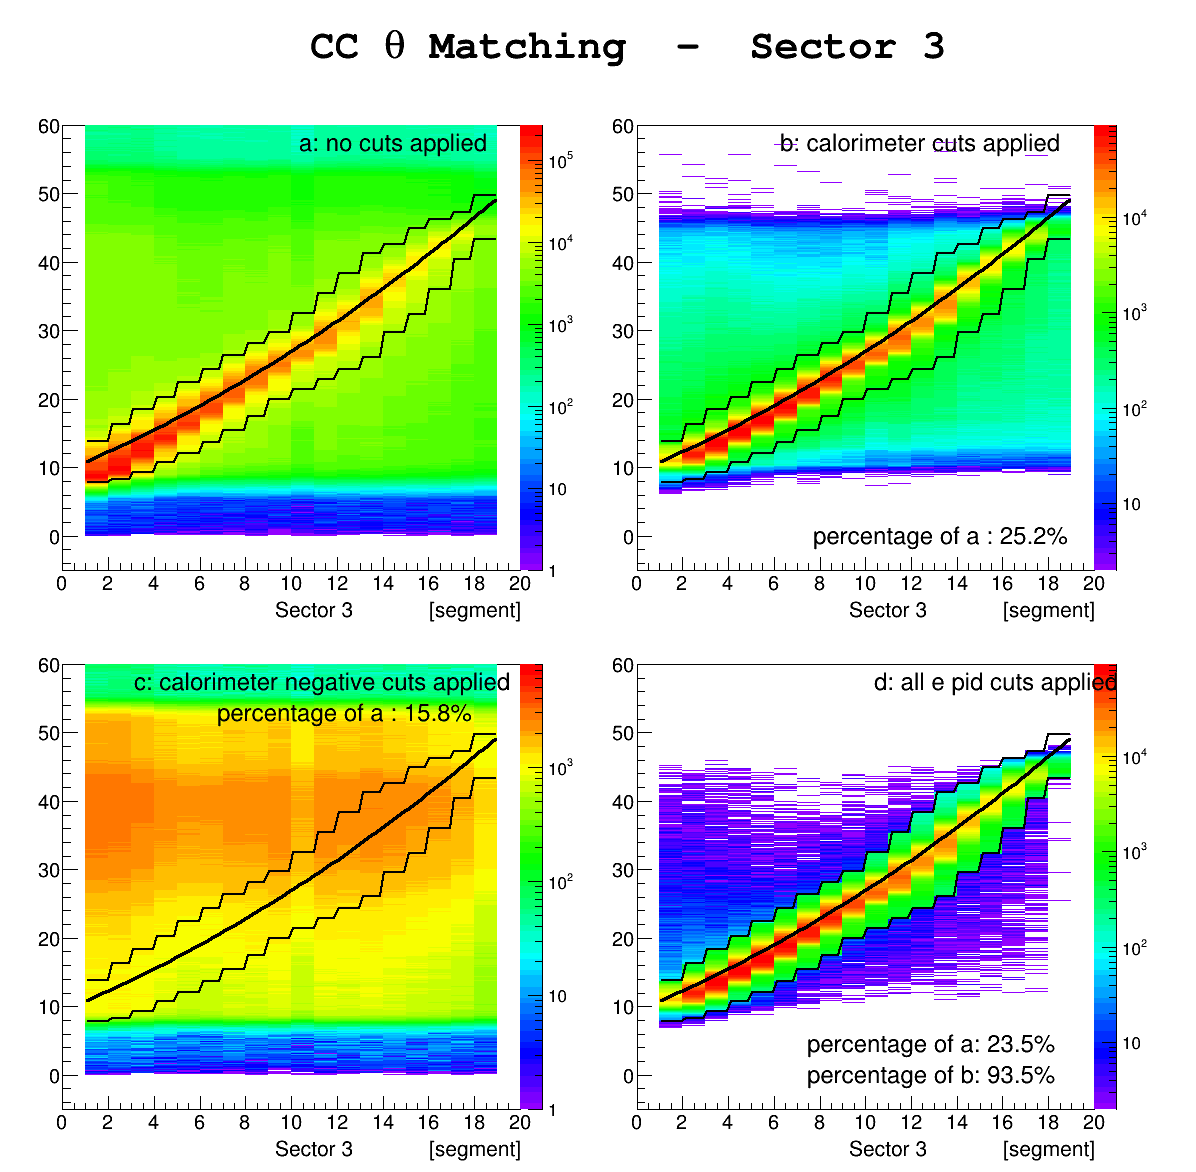 CC θ Matching - Sector 3
a: no cuts applied
60
50
40
30
20
10
0
10⁵
10⁴
10³
10²
10
1
0 2 4 6 8 10 12 14 16 18 20
Sector 3 [segment]
b: calorimeter cuts applied
60
50
40
30
20
10
0
10⁴
10³
10²
10
percentage of a : 25.2%
0 2 4 6 8 10 12 14 16 18 20
Sector 3 [segment]
c: calorimeter negative cuts applied
percentage of a : 15.8%
60
50
40
30
20
10
0
10³
10²
10
1
0 2 4 6 8 10 12 14 16 18 20
Sector 3 [segment]
d: all e pid cuts applied
60
50
40
30
20
10
0
10⁴
10³
10²
10
percentage of a: 23.5%
percentage of b: 93.5%
0 2 4 6 8 10 12 14 16 18 20
Sector 3 [segment]